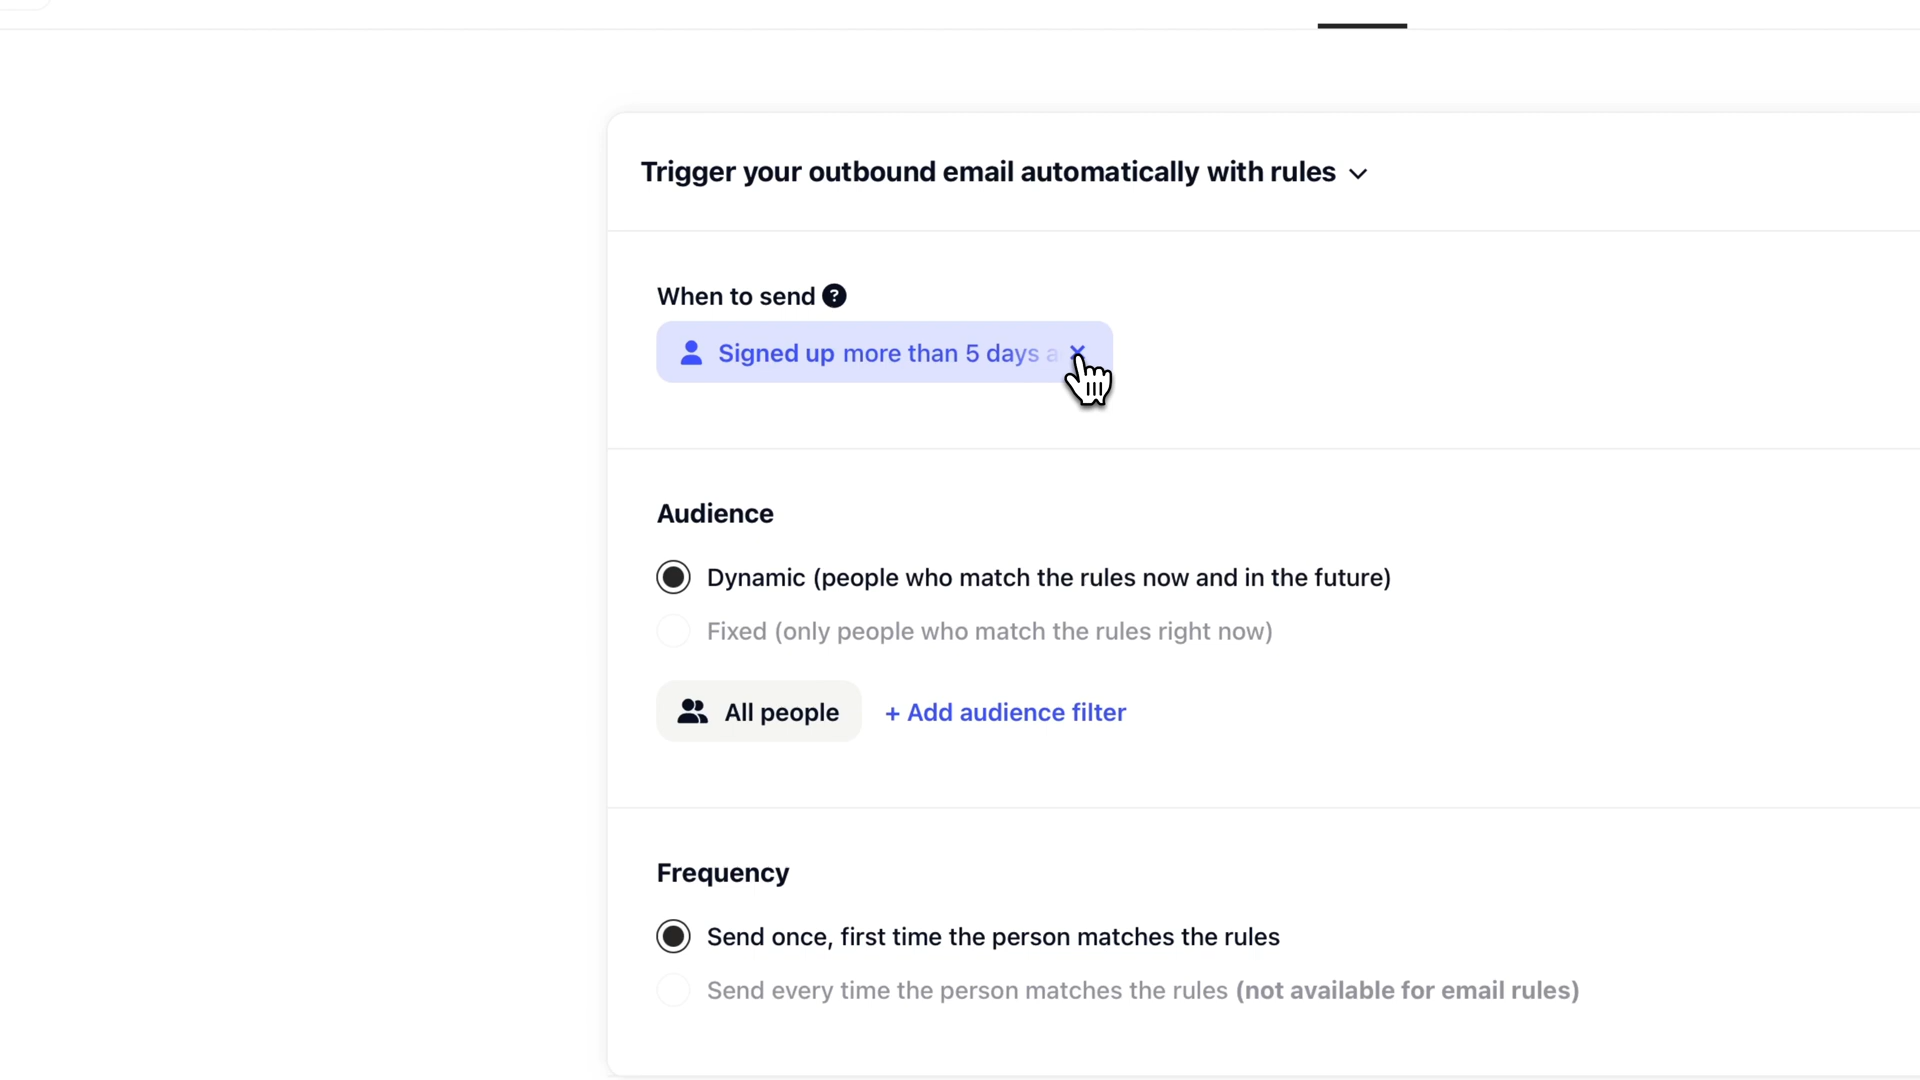 Trigger your outbound email automatically with rules
When to send ?
Signed up more than 5 days
Audience
Dynamic (people who match the rules now and in the future)
Fixed (only people who match the rules right now)
All people + Add audience filter
Frequency
Send once, first time the person matches the rules
Send every time the person matches the rules (not available for email rules)